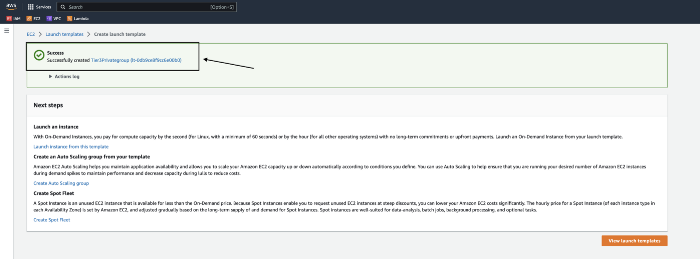 aws
Services
Search
[Option+S]
IAM
EC2
VPC
Lambda
EC2 > Launch templates > Create launch template
Success
Successfully created
Actions log
Next steps
Launch an instance
With On-Demand Instances, you pay for compute capacity by the second (for Linux, with a minimum of 60 seconds) or by the hour (for all other operating systems) with no long-term commitments or upfront payments. Launch an On-Demand Instance from your launch template.
Launch instance from this template
Create an Auto Scaling group from your template
Amazon EC2 Auto Scaling helps you maintain application availability and allows you to scale your Amazon EC2 capacity up or down automatically according to conditions you define. You can use Auto Scaling to help ensure that you are running your desired number of Amazon EC2 instances
during demand spikes to maintain performance and decrease capacity during lulls to reduce costs.
Create Auto Scaling group
Create Spot Fleet
A Spot Instance is an unused EC2 instance that is available for less than the On-Demand price. Because Spot Instances enable you to request unused EC2 instances at steep discounts, you can lower your Amazon EC2 costs significantly. The hourly price for a Spot Instance (of each instance type in
each Availability Zone) is set by Amazon EC2, and adjusted gradually based on the long-term supply of and demand for Spot Instances. Spot Instances are well-suited for data-analysis, batch jobs, background processing, and optional tasks.
Create Spot Fleet
View launch templates